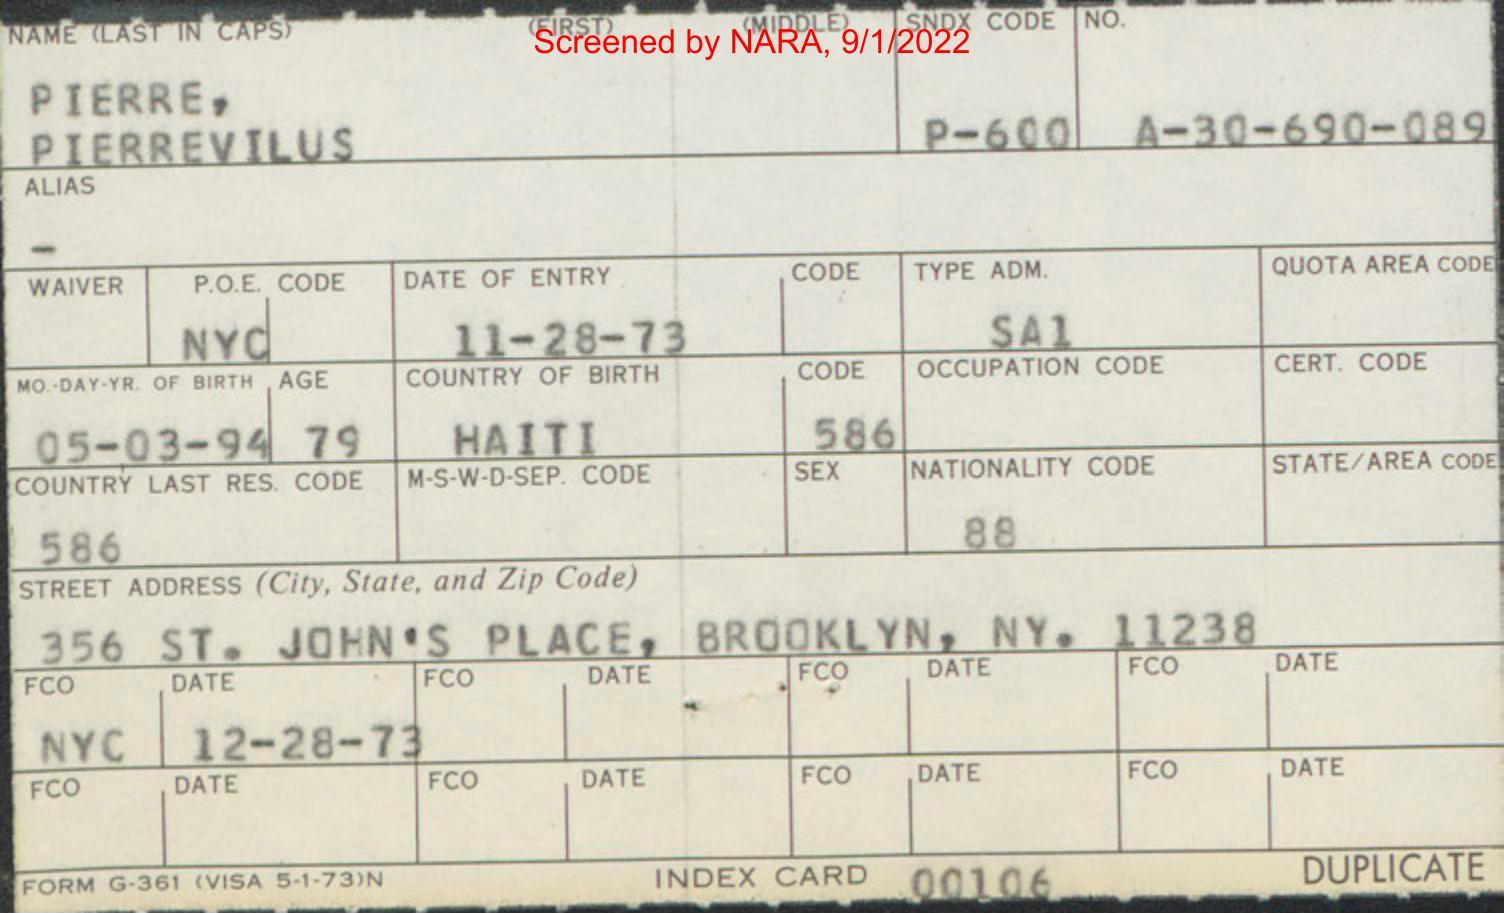 NAME (LAST IN CAPS) (FIRST) (MIDDLE) SNDX CODE NO.
Screened by NARA, 9/1/2022
PIERRE,
PIERREVILUS P-600 A-30-690-089
ALIAS
-
WAIVER P.O.E. CODE DATE OF ENTRY CODE TYPE ADM. QUOTA AREA CODE
NYC 11-28-73 SA1
MO.-DAY-YR. OF BIRTH AGE COUNTRY OF BIRTH CODE OCCUPATION CODE CERT. CODE
05-03-94 79 HAITI 586
COUNTRY LAST RES. CODE M-S-W-D-SEP. CODE SEX NATIONALITY CODE STATE/AREA CODE
586 88
STREET ADDRESS (City, State, and Zip Code)
356 ST. JOHN'S PLACE, BROOKLYN, NY. 11238
FCO DATE FCO DATE FCO DATE FCO DATE
NYC 12-28-73
FCO DATE FCO DATE FCO DATE FCO DATE
FORM G-361 (VISA 5-1-73)N INDEX CARD 00106 DUPLICATE